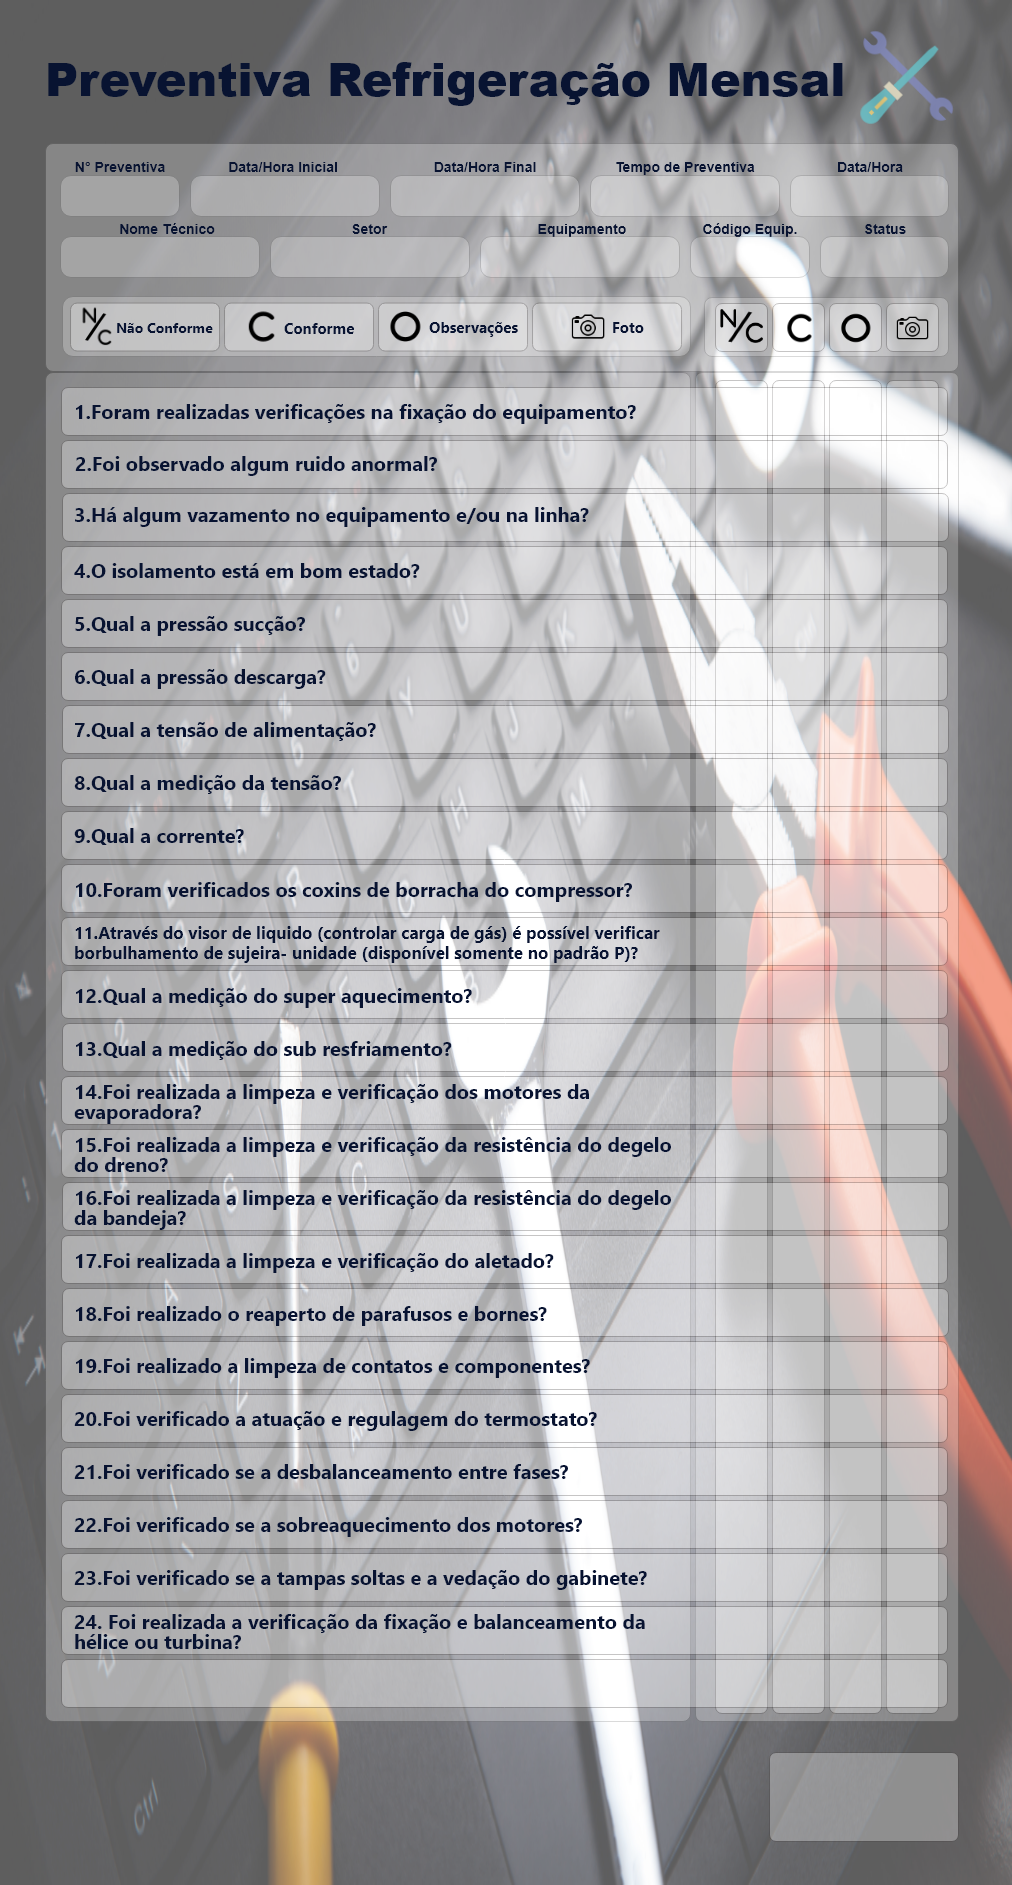 Preventiva Refrigeração Mensal
N° Preventiva Data/Hora Inicial Data/Hora Final Tempo de Preventiva Data/Hora
Nome Técnico Setor Equipamento Código Equip. Status
N/C Não Conforme C Conforme O Observações Foto N/C C O
1.Foram realizadas verificações na fixação do equipamento?
2.Foi observado algum ruido anormal?
3.Há algum vazamento no equipamento e/ou na linha?
4.O isolamento está em bom estado?
5.Qual a pressão sucção?
6.Qual a pressão descarga?
7.Qual a tensão de alimentação?
8.Qual a medição da tensão?
9.Qual a corrente?
10.Foram verificados os coxins de borracha do compressor?
11.Através do visor de liquido (controlar carga de gás) é possível verificar
borbulhamento de sujeira- unidade (disponível somente no padrão P)?
12.Qual a medição do super aquecimento?
13.Qual a medição do sub resfriamento?
14.Foi realizada a limpeza e verificação dos motores da
evaporadora?
15.Foi realizada a limpeza e verificação da resistência do degelo
do dreno?
16.Foi realizada a limpeza e verificação da resistência do degelo
da bandeja?
17.Foi realizada a limpeza e verificação do aletado?
18.Foi realizado o reaperto de parafusos e bornes?
19.Foi realizado a limpeza de contatos e componentes?
20.Foi verificado a atuação e regulagem do termostato?
21.Foi verificado se a desbalanceamento entre fases?
22.Foi verificado se a sobreaquecimento dos motores?
23.Foi verificado se a tampas soltas e a vedação do gabinete?
24. Foi realizada a verificação da fixação e balanceamento da
hélice ou turbina?
Ctrl